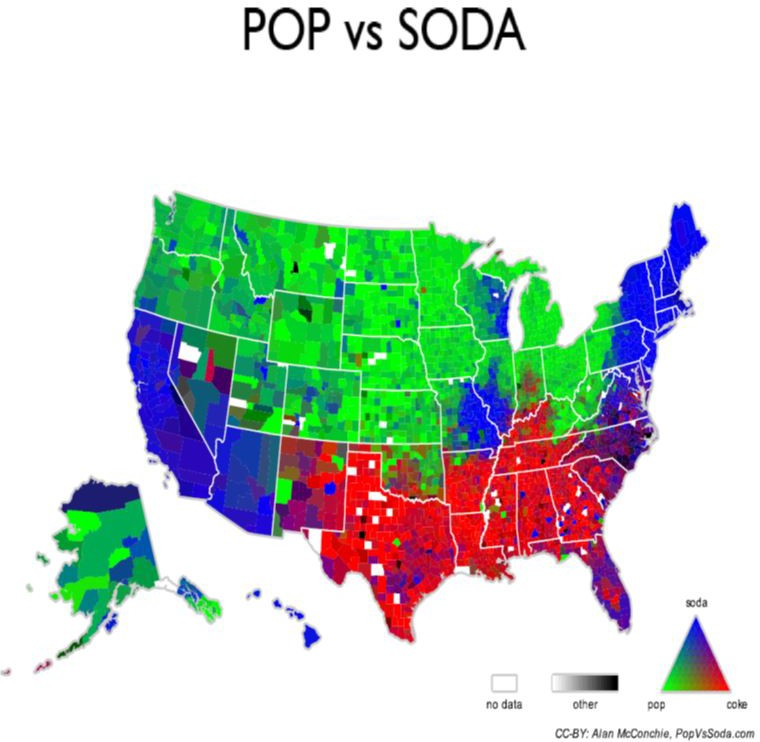 POP vs SODA
soda
no data
other
pop
coke
CC-BY: Alan McConchie, PopVsSoda.com